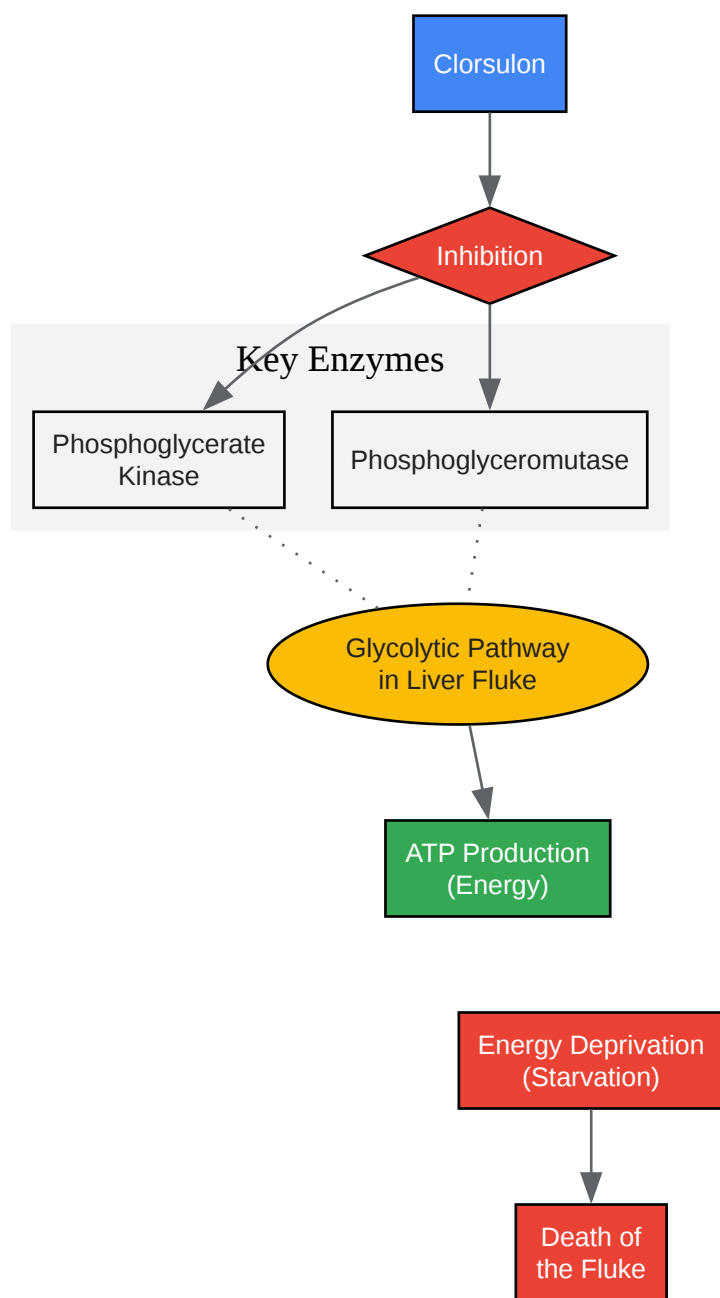 Clorsulon
Inhibition
Key Enzymes
Phosphoglycerate
Kinase
Phosphoglyceromutase
Glycolytic Pathway
in Liver Fluke
ATP Production
(Energy)
Energy Deprivation
(Starvation)
Death of
the Fluke